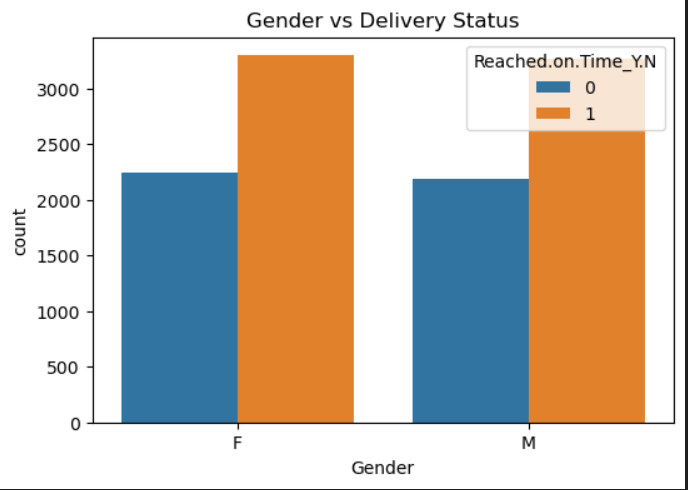 Gender vs Delivery Status
Reached.on.Time_Y.N
0
1
3000
2500
2000
1500
1000
500
0
count
F
M
Gender